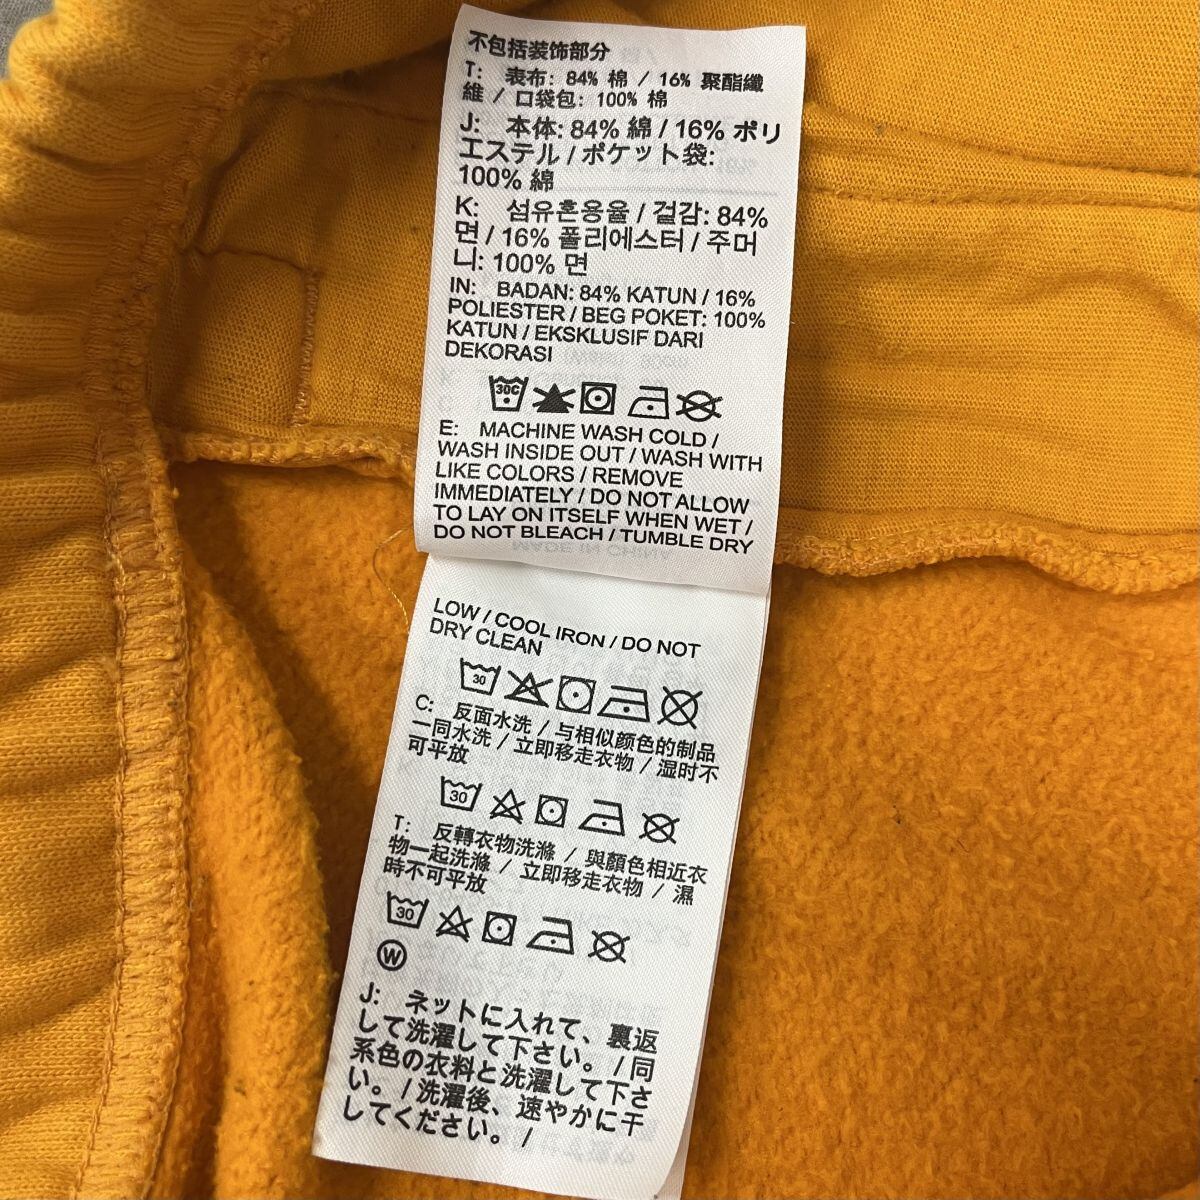 不包括装饰部分
T: 表布: 84% 棉 / 16% 聚酯纖
維 / 口袋包: 100% 棉
J: 本体: 84% 綿 / 16% ポリ
エステル / ポケット袋:
100% 綿
K: 섬유혼용율 / 겉감: 84%
면 / 16% 폴리에스터 / 주머
니: 100% 면
IN: BADAN: 84% KATUN / 16%
POLIESTER / BEG POKET: 100%
KATUN / EKSKLUSIF DARI
DEKORASI
30C
E: MACHINE WASH COLD /
WASH INSIDE OUT / WASH WITH
LIKE COLORS / REMOVE
IMMEDIATELY / DO NOT ALLOW
TO LAY ON ITSELF WHEN WET /
DO NOT BLEACH / TUMBLE DRY
MADE IN CHINA
LOW / COOL IRON / DO NOT
DRY CLEAN
30
C: 反面水洗 / 与相似颜色的制品
一同水洗 / 立即移走衣物 / 湿时不
可平放
30
T: 反轉衣物洗滌 / 與顏色相近衣
物一起洗滌 / 立即移走衣物 / 濕
時不可平放
30
W
J: ネットに入れて、裏返
して洗濯して下さい。/ 同
系色の衣料と洗濯して下さ
い。/ 洗濯後、速やかに干
してください。/